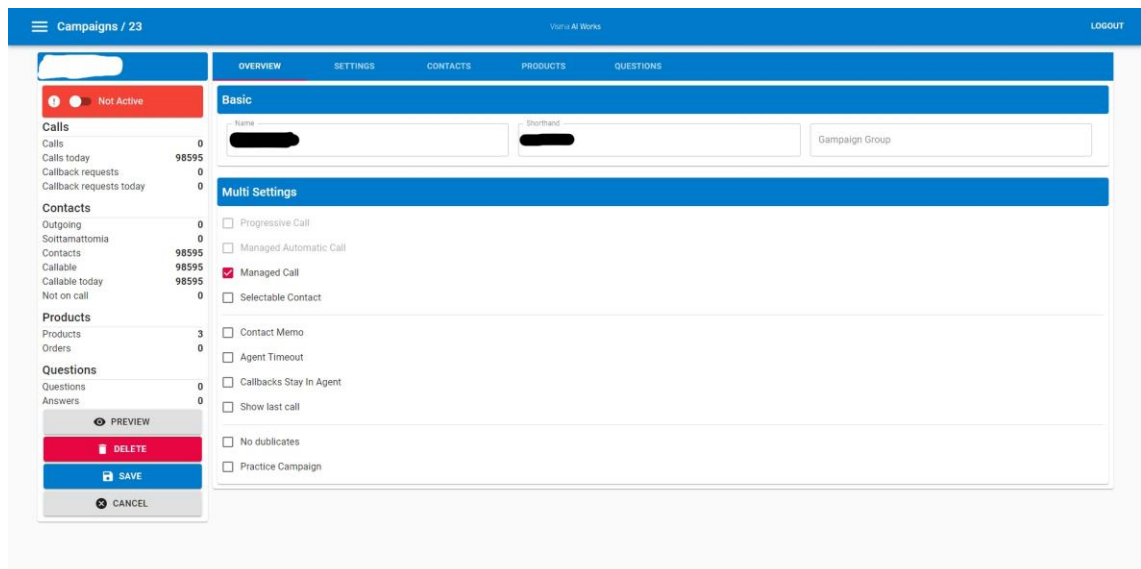 Campaigns / 23
Visma AI Works
LOGOUT
OVERVIEW
SETTINGS
CONTACTS
PRODUCTS
QUESTIONS
Not Active
Calls
Calls 0
Calls today 98595
Callback requests 0
Callback requests today 0
Contacts
Outgoing 0
Soittamattomia 0
Contacts 98595
Callable 98595
Callable today 98595
Not on call 0
Products
Products 3
Orders 0
Questions
Questions 0
Answers 0
PREVIEW
DELETE
SAVE
CANCEL
Basic
Name
Shorthand
Gampaign Group
Multi Settings
Progressive Call
Managed Automatic Call
Managed Call
Selectable Contact
Contact Memo
Agent Timeout
Callbacks Stay In Agent
Show last call
No dublicates
Practice Campaign